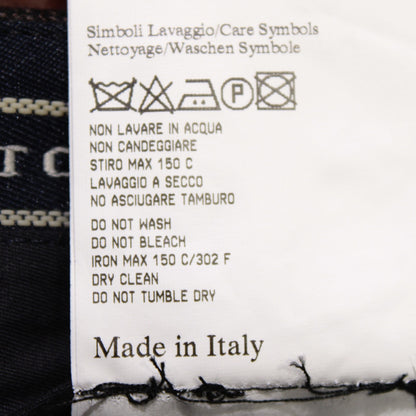 Simboli Lavaggio/Care Symbols
Nettoyage/Waschen Symbole
P
NON LAVARE IN ACQUA
NON CANDEGGIARE
STIRO MAX 150 C
LAVAGGIO A SECCO
NO ASCIUGARE TAMBURO
DO NOT WASH
DO NOT BLEACH
IRON MAX 150 C/302 F
DRY CLEAN
DO NOT TUMBLE DRY
Made in Italy
TC